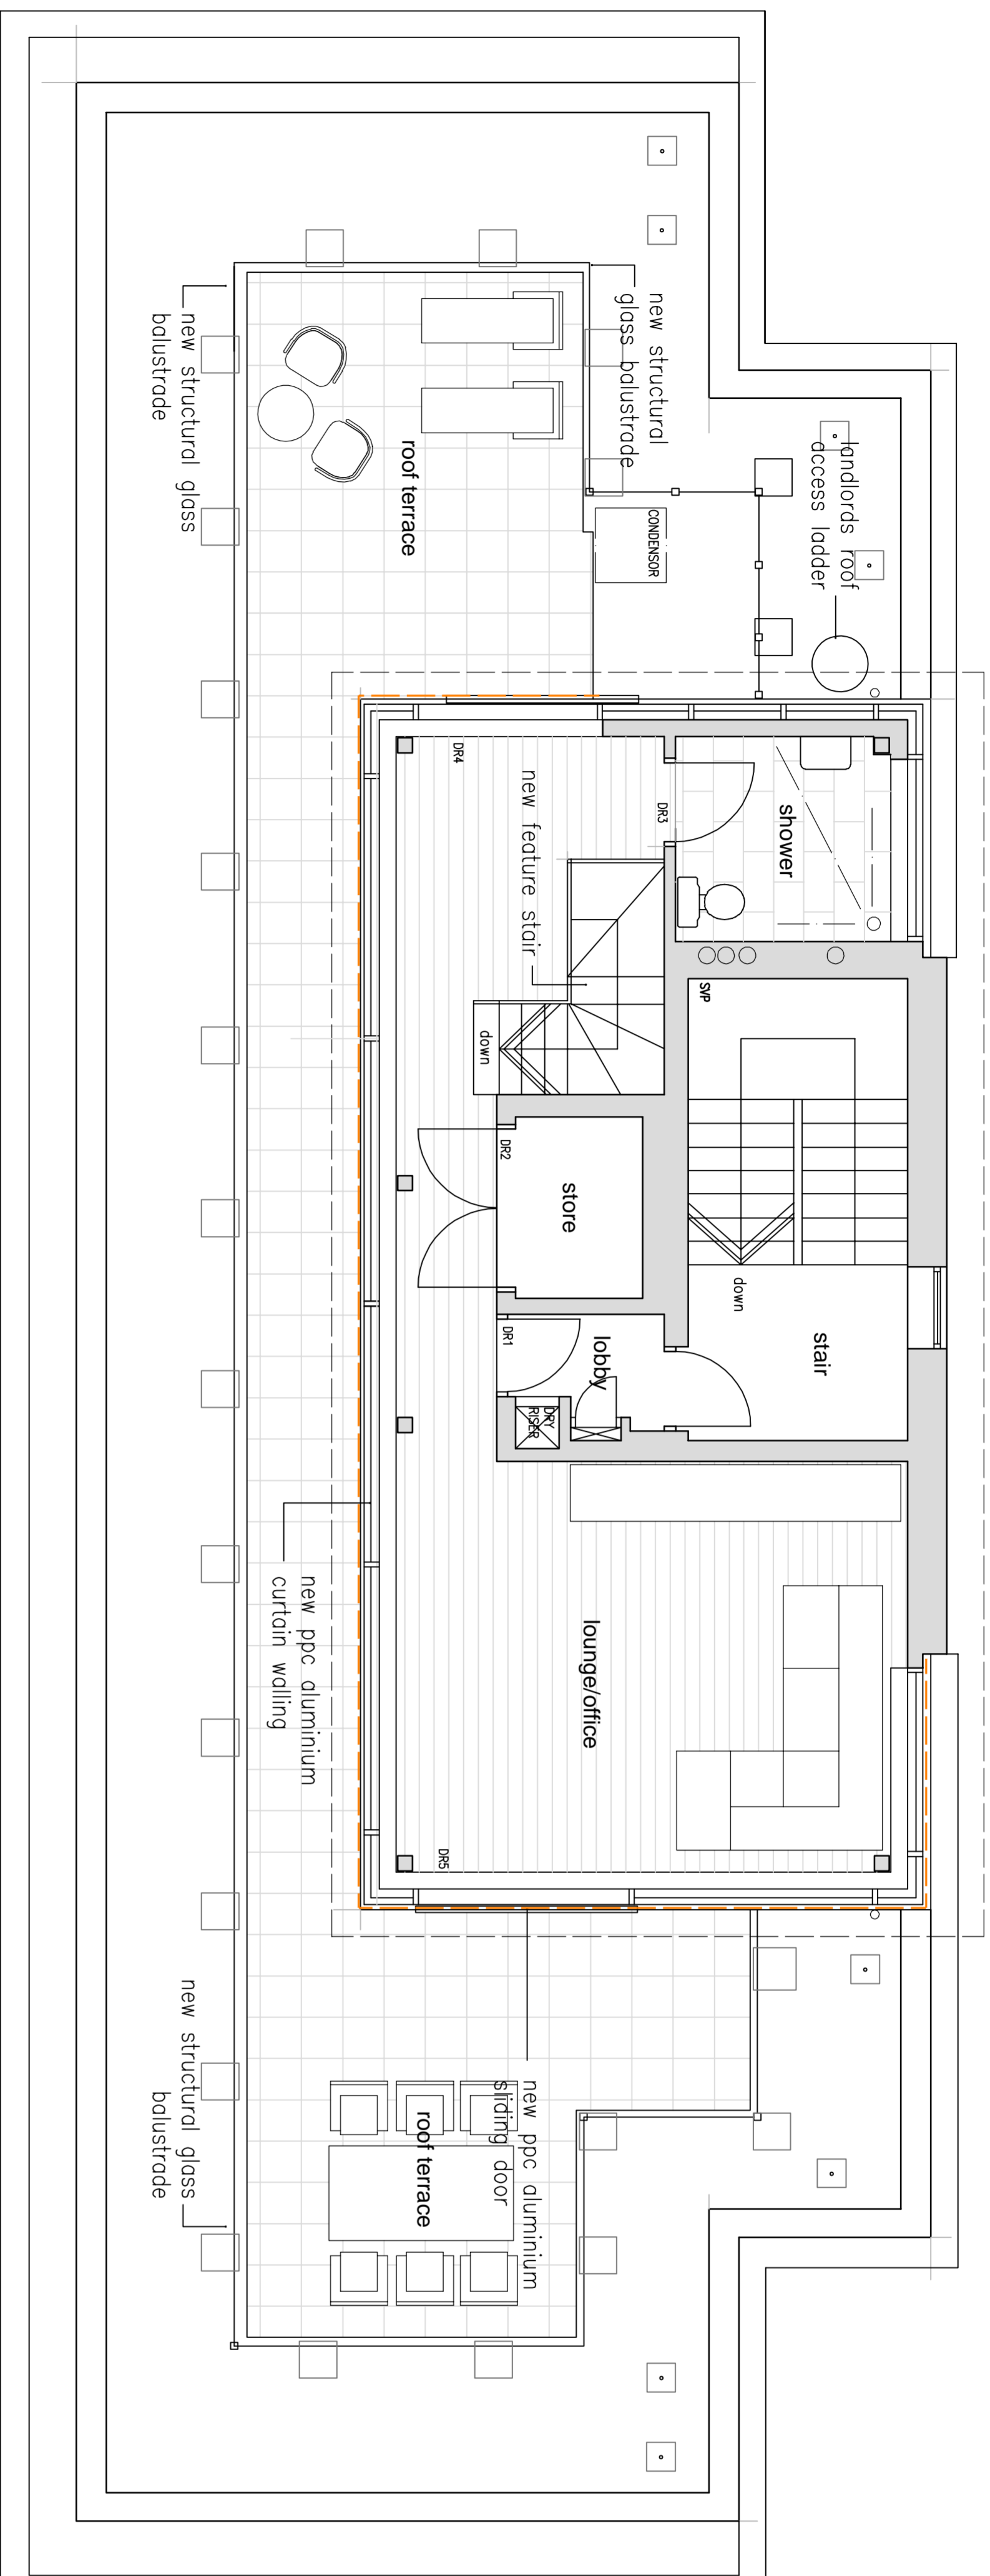 new structural
glass balustrade
landlords roof
access ladder
new structural glass
balustrade
roof terrace
CONDENSOR
DR4
DR3
shower
new feature stair
SVP
down
DR2
store
down
DR1
lobby
stair
DRY
RISER
lounge/office
new ppc aluminium
curtain walling
DR5
new ppc aluminium
sliding door
roof terrace
new structural glass
balustrade